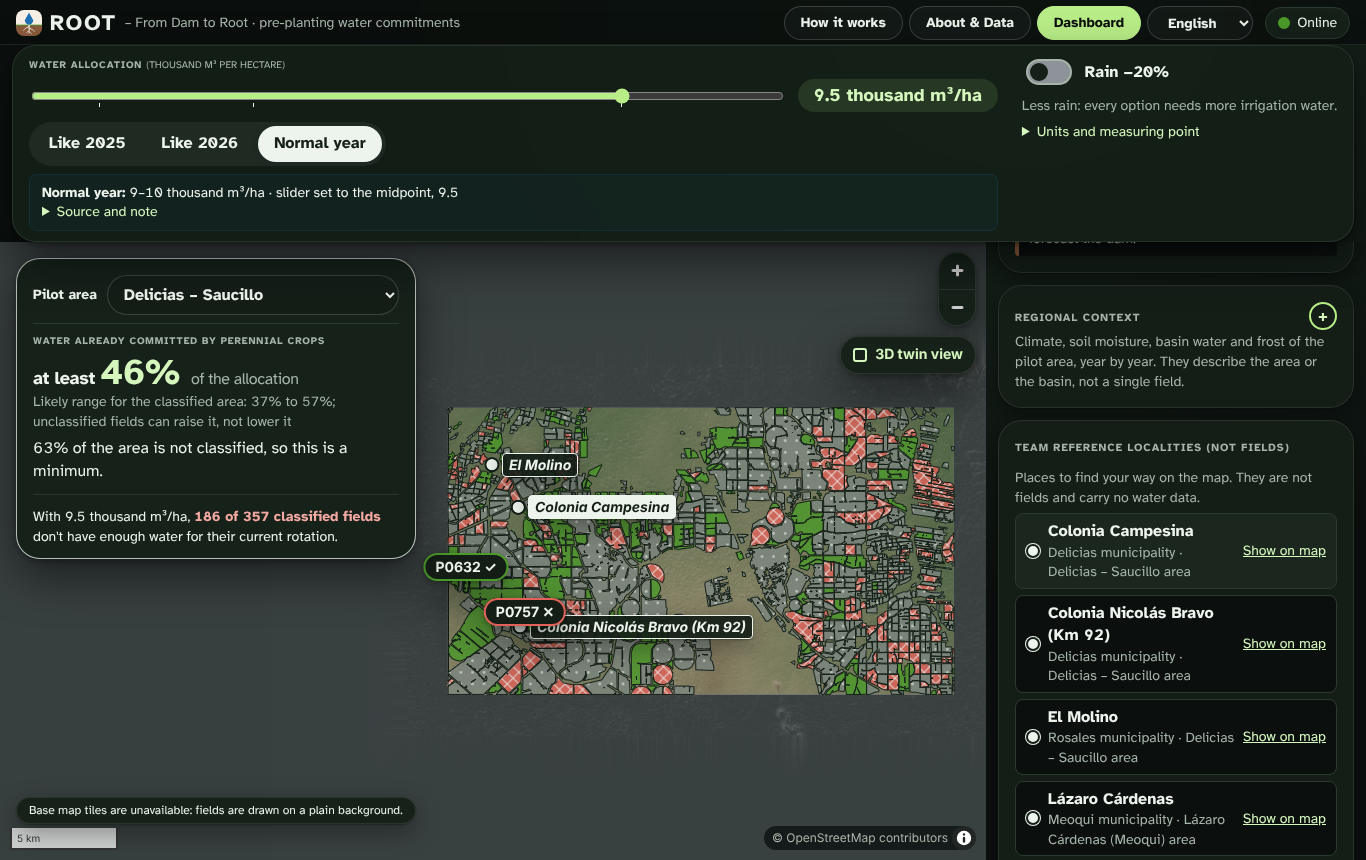 ROOT – From Dam to Root · pre-planting water commitments
How it works
About & Data
Dashboard
English
Online
WATER ALLOCATION (THOUSAND M³ PER HECTARE)
9.5 thousand m³/ha
Like 2025
Like 2026
Normal year
Normal year: 9–10 thousand m³/ha · slider set to the midpoint, 9.5
Source and note
Rain −20%
Less rain: every option needs more irrigation water.
Units and measuring point
Pilot area
Delicias – Saucillo
WATER ALREADY COMMITTED BY PERENNIAL CROPS
at least 46% of the allocation
Likely range for the classified area: 37% to 57%;
unclassified fields can raise it, not lower it
63% of the area is not classified, so this is a
minimum.
With 9.5 thousand m³/ha, 186 of 357 classified fields
don't have enough water for their current rotation.
+
−
3D twin view
El Molino
Colonia Campesina
P0632 ✓
P0757 ✕
Colonia Nicolás Bravo (Km 92)
Base map tiles are unavailable; fields are drawn on a plain background.
5 km
© OpenStreetMap contributors
REGIONAL CONTEXT
+
Climate, soil moisture, basin water and frost of the
pilot area, year by year. They describe the area or
the basin, not a single field.
TEAM REFERENCE LOCALITIES (NOT FIELDS)
Places to find your way on the map. They are not
fields and carry no water data.
Colonia Campesina
Delicias municipality ·
Delicias – Saucillo area
Show on map
Colonia Nicolás Bravo
(Km 92)
Delicias municipality ·
Delicias – Saucillo area
Show on map
El Molino
Rosales municipality · Delicias
– Saucillo area
Show on map
Lázaro Cárdenas
Meoqui municipality · Lázaro
Cárdenas (Meoqui) area
Show on map